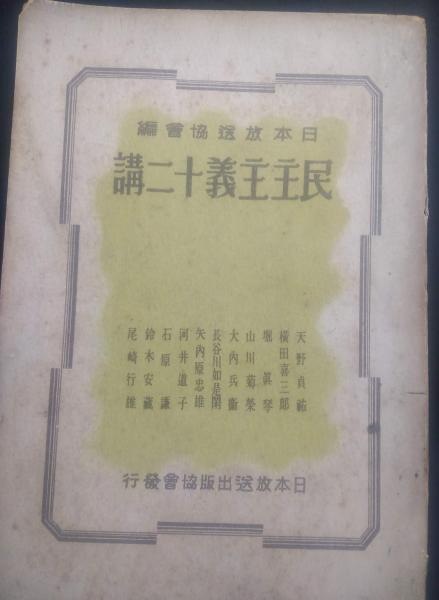 日本放送協會編
民主主義十二講
天野貞祐
横田喜三郎
堀眞琴
山川菊榮
大內兵衞
長谷川如是閑
矢內原忠雄
河井道子
石原謙
鈴木安藏
尾崎行雄
日本放送出版協會發行